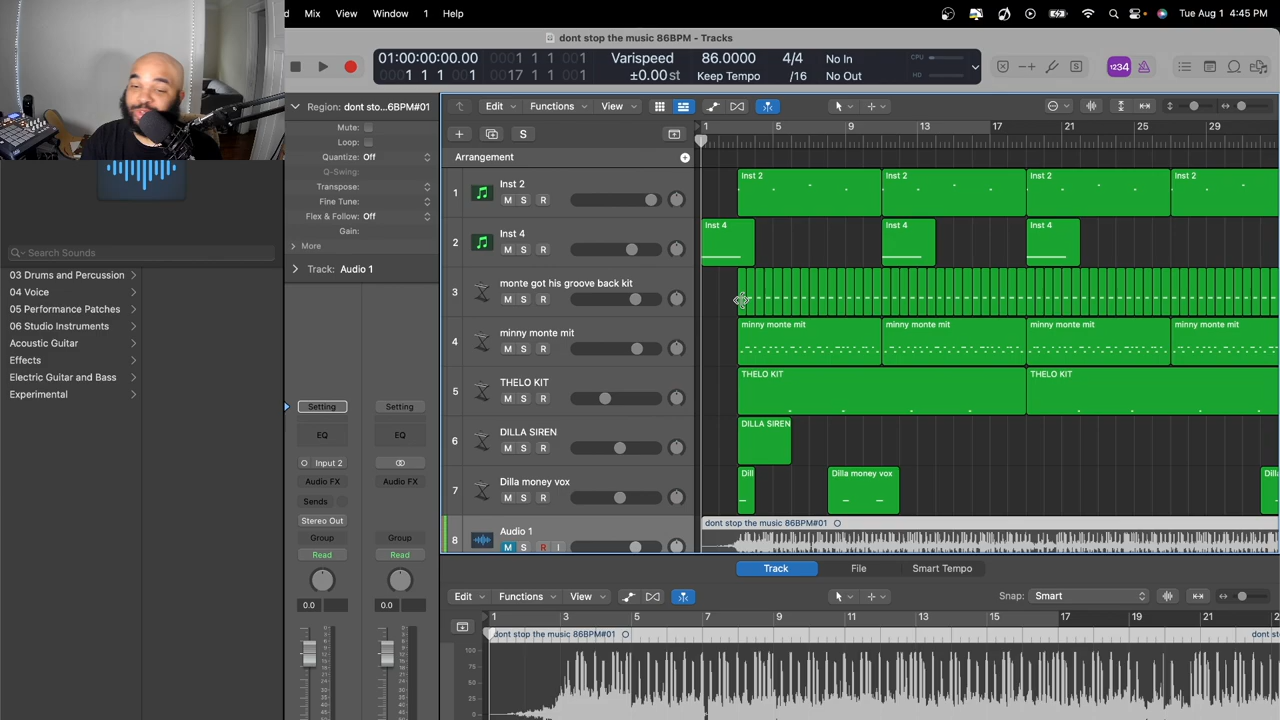 d Mix View Window 1 Help
Tue Aug 1 4:45 PM
dont stop the music 86BPM - Tracks
01:00:00:00.00
0001 1 1 001
1 1 1 1
0017 1 1 001
Varispeed
±0.00 st
86.0000
Keep Tempo
4/4
/16
No In
No Out
CPU
HD
1234
Region: dont sto...6BPM#01
Mute:
Loop:
Quantize: Off
Q-Swing:
Transpose:
Fine Tune:
Flex & Follow: Off
Gain:
More
Track: Audio 1
Search Sounds
03 Drums and Percussion
04 Voice
05 Performance Patches
06 Studio Instruments
Acoustic Guitar
Effects
Electric Guitar and Bass
Experimental
Setting Setting
EQ EQ
Input 2
Audio FX Audio FX
Sends
Stereo Out
Group Group
Read Read
0.0 0.0
Edit Functions View
S
1 5 9 13 17 21 25 29
Arrangement
1 Inst 2
M S R
Inst 2 Inst 2 Inst 2 Inst 2
2 Inst 4
M S R
Inst 4 Inst 4 Inst 4
3 monte got his groove back kit
M S R
4 minny monte mit
M S R
minny monte mit minny monte mit minny monte mit minny monte mit
5 THELO KIT
M S R
THELO KIT THELO KIT
6 DILLA SIREN
M S R
DILLA SIREN
7 Dilla money vox
M S R
Dill Dilla money vox Dilla
8 Audio 1
M S R I
dont stop the music 86BPM#01
Track File Smart Tempo
Edit Functions View
Snap: Smart
1 3 5 7 9 11 13 15 17 19 21 2
dont stop the music 86BPM#01
dont st
100
75
50
25
0